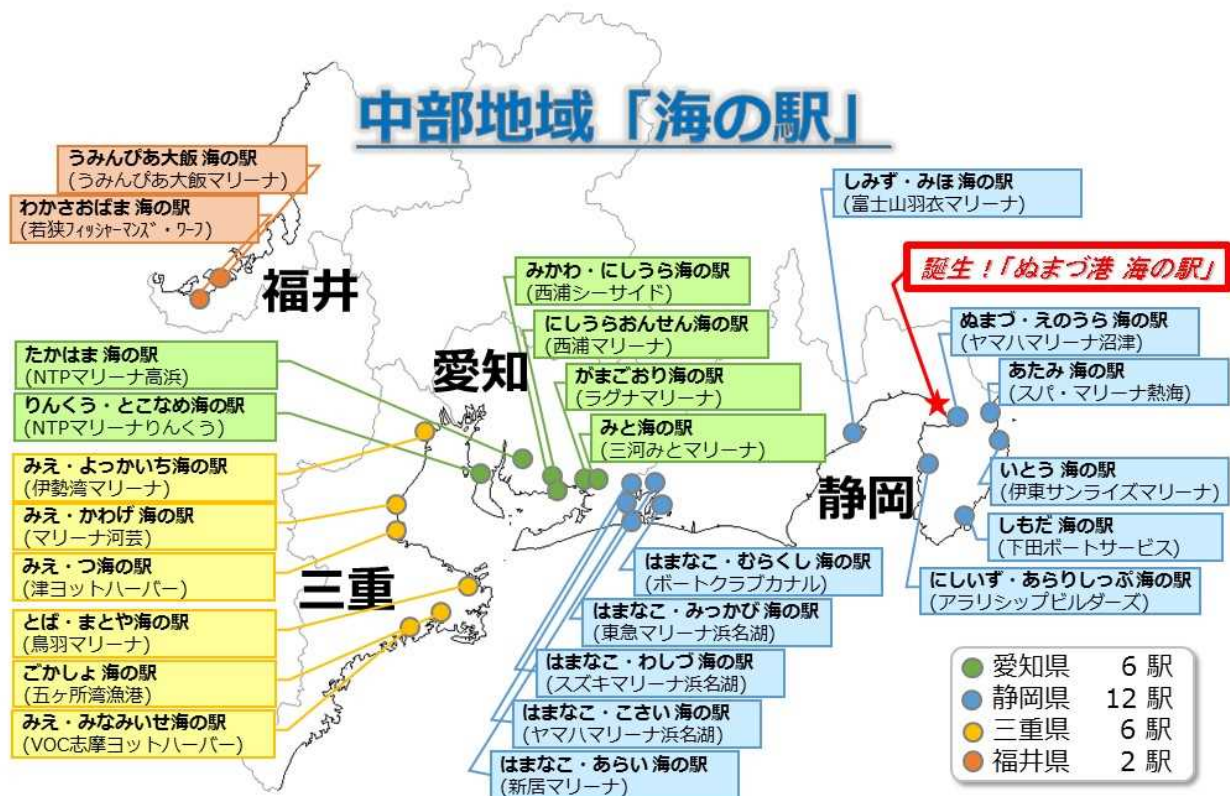 中部地域「海の駅」
うみんぴあ大飯 海の駅
(うみんぴあ大飯マリーナ)
わかさおばま 海の駅
(若狭フィッシャーマンズ・ワーフ)
福井
しみず・みほ 海の駅
(富士山羽衣マリーナ)
誕生！「ぬまづ港 海の駅」
みかわ・にしうら海の駅
(西浦シーサイド)
にしうらおんせん海の駅
(西浦マリーナ)
がまごおり海の駅
(ラグナマリーナ)
みと海の駅
(三河みとマリーナ)
愛知
ぬまづ・えのうら 海の駅
(ヤマハマリーナ沼津)
あたみ 海の駅
(スパ・マリーナ熱海)
いとう 海の駅
(伊東サンライズマリーナ)
しもだ 海の駅
(下田ボートサービス)
にしいず・あらりしっぷ 海の駅
(アラリシップビルダーズ)
静岡
たかはま 海の駅
(NTPマリーナ高浜)
りんくう・とこなめ海の駅
(NTPマリーナりんくう)
みえ・よっかいち海の駅
(伊勢湾マリーナ)
みえ・かわげ 海の駅
(マリーナ河芸)
みえ・つ海の駅
(津ヨットハーバー)
とば・まとや海の駅
(鳥羽マリーナ)
ごかしょ 海の駅
(五ヶ所湾漁港)
みえ・みなみいせ海の駅
(VOC志摩ヨットハーバー)
三重
はまなこ・むらくし 海の駅
(ボートクラブカナル)
はまなこ・みっかび 海の駅
(東急マリーナ浜名湖)
はまなこ・わしづ 海の駅
(スズキマリーナ浜名湖)
はまなこ・こさい 海の駅
(ヤマハマリーナ浜名湖)
はまなこ・あらい 海の駅
(新居マリーナ)
愛知県 6 駅
静岡県 12 駅
三重県 6 駅
福井県 2 駅